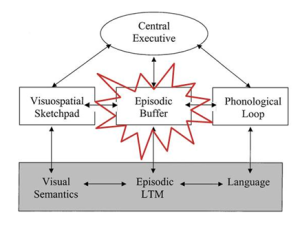 Central
Executive
Visuospatial
Sketchpad
Episodic
Buffer
Phonological
Loop
Visual
Semantics
Episodic
LTM
Language